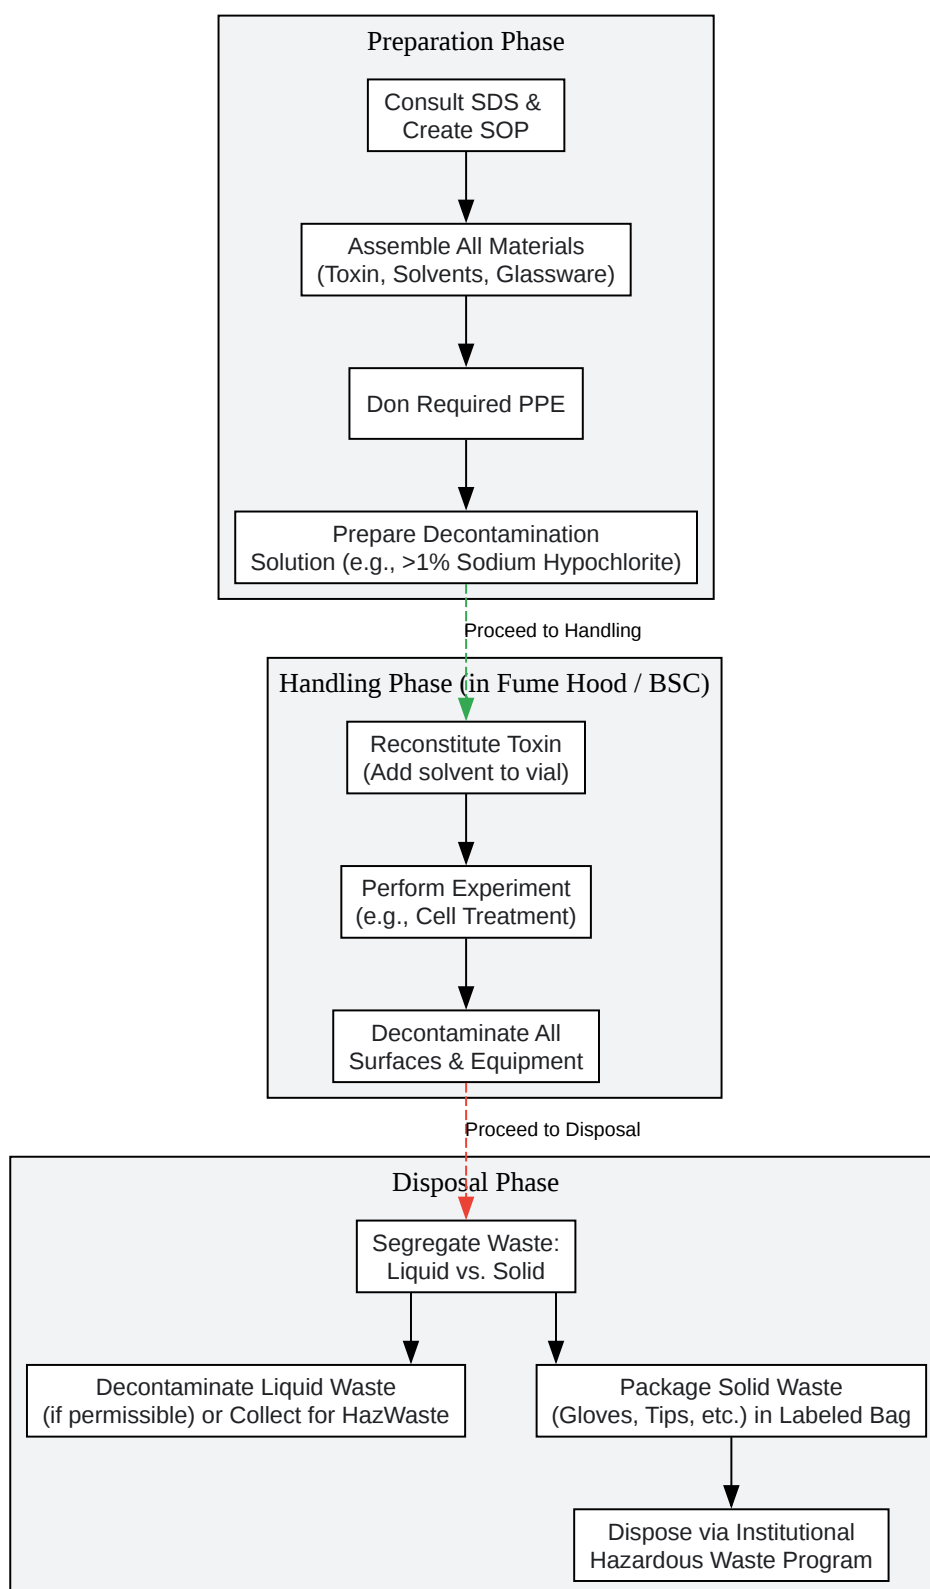 Preparation Phase
Consult SDS &
Create SOP
Assemble All Materials
(Toxin, Solvents, Glassware)
Don Required PPE
Prepare Decontamination
Solution (e.g., >1% Sodium Hypochlorite)
Proceed to Handling
Handling Phase (in Fume Hood / BSC)
Reconstitute Toxin
(Add solvent to vial)
Perform Experiment
(e.g., Cell Treatment)
Decontaminate All
Surfaces & Equipment
Proceed to Disposal
Disposal Phase
Segregate Waste:
Liquid vs. Solid
Decontaminate Liquid Waste
(if permissible) or Collect for HazWaste
Package Solid Waste
(Gloves, Tips, etc.) in Labeled Bag
Dispose via Institutional
Hazardous Waste Program